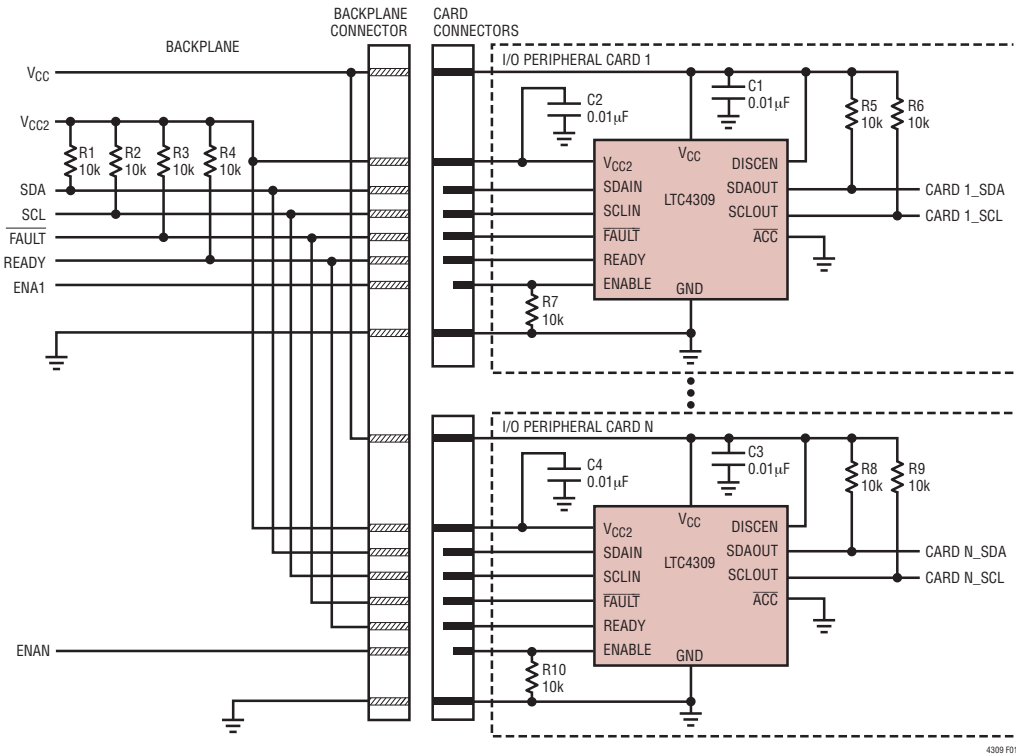 BACKPLANE
CONNECTOR
CARD
CONNECTORS
BACKPLANE
VCC
VCC2
R1
10k
R2
10k
R3
10k
R4
10k
SDA
SCL
FAULT
READY
ENA1
I/O PERIPHERAL CARD 1
C2
0.01µF
C1
0.01µF
R5
10k
R6
10k
VCC2
VCC
DISCEN
SDAIN
LTC4309
SDAOUT
CARD 1_SDA
SCLIN
SCLOUT
CARD 1_SCL
FAULT
ACC
READY
ENABLE
GND
R7
10k
I/O PERIPHERAL CARD N
C4
0.01µF
C3
0.01µF
R8
10k
R9
10k
VCC2
VCC
DISCEN
SDAIN
LTC4309
SDAOUT
CARD N_SDA
SCLIN
SCLOUT
CARD N_SCL
FAULT
ACC
READY
ENAN
ENABLE
GND
R10
10k
4309 F01